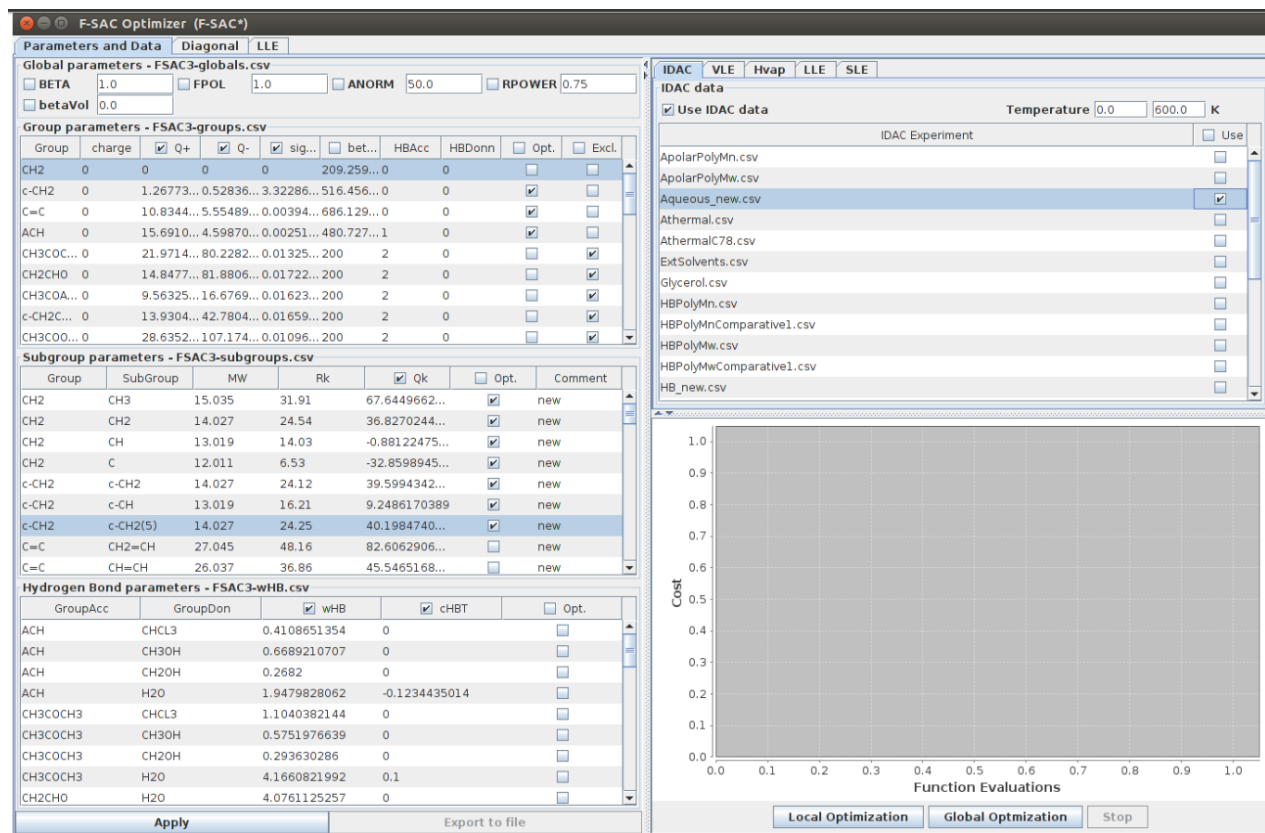 F-SAC Optimizer (F-SAC*)
Parameters and Data Diagonal LLE
Global parameters - FSAC3-globals.csv
BETA 1.0 FPOL 1.0 ANORM 50.0 RPOWER 0.75
betaVol 0.0
Group parameters - FSAC3-groups.csv
Group charge Q+ Q- sig... bet... HBAcc HBDonn Opt. Excl.
CH2 0 0 0 0 209.259... 0 0
c-CH2 0 1.26773... 0.52836... 3.32286... 516.456... 0 0
C=C 0 10.8344... 5.55489... 0.00394... 686.129... 0 0
ACH 0 15.6910... 4.59870... 0.00251... 480.727... 1 0
CH3COC... 0 21.9714... 80.2282... 0.01325... 200 2 0
CH2CHO 0 14.8477... 81.8806... 0.01722... 200 2 0
CH3COA... 0 9.56325... 16.6769... 0.01623... 200 2 0
c-CH2C... 0 13.9304... 42.7804... 0.01659... 200 2 0
CH3COO... 0 28.6352... 107.174... 0.01096... 200 2 0
Subgroup parameters - FSAC3-subgroups.csv
Group SubGroup MW Rk Qk Opt. Comment
CH2 CH3 15.035 31.91 67.6449662... new
CH2 CH2 14.027 24.54 36.8270244... new
CH2 CH 13.019 14.03 -0.88122475... new
CH2 C 12.011 6.53 -32.8598945... new
c-CH2 c-CH2 14.027 24.12 39.5994342... new
c-CH2 c-CH 13.019 16.21 9.2486170389 new
c-CH2 c-CH2(5) 14.027 24.25 40.1984740... new
C=C CH2=CH 27.045 48.16 82.6062906... new
C=C CH=CH 26.037 36.86 45.5465168... new
Hydrogen Bond parameters - FSAC3-wHB.csv
GroupAcc GroupDon wHB cHBT Opt.
ACH CHCL3 0.4108651354 0
ACH CH3OH 0.6689210707 0
ACH CH2OH 0.2682 0
ACH H2O 1.9479828062 -0.1234435014
CH3COCH3 CHCL3 1.1040382144 0
CH3COCH3 CH3OH 0.5751976639 0
CH3COCH3 CH2OH 0.293630286 0
CH3COCH3 H2O 4.1660821992 0.1
CH2CHO H2O 4.0761125257 0
Apply Export to file
IDAC VLE Hvap LLE SLE
IDAC data
Use IDAC data Temperature 0.0 600.0 K
IDAC Experiment Use
ApolarPolyMn.csv
ApolarPolyMw.csv
Aqueous_new.csv
Athermal.csv
AthermalC78.csv
ExtSolvents.csv
Glycerol.csv
HBPolyMn.csv
HBPolyMnComparative1.csv
HBPolyMw.csv
HBPolyMwComparative1.csv
HB_new.csv
1.0
0.9
0.8
0.7
0.6
0.5
0.4
0.3
0.2
0.1
0.0
Cost
0.0 0.1 0.2 0.3 0.4 0.5 0.6 0.7 0.8 0.9 1.0
Function Evaluations
Local Optimization Global Optmization Stop